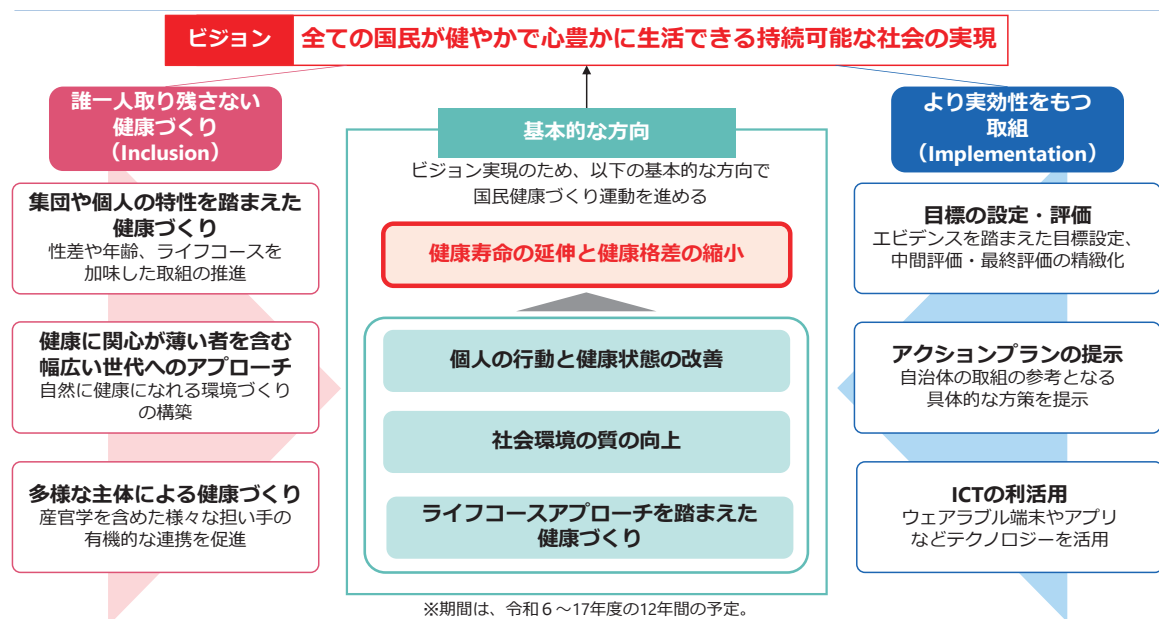 ビジョン
全ての国民が健やかで心豊かに生活できる持続可能な社会の実現
誰一人取り残さない
健康づくり
（Inclusion）
集団や個人の特性を踏まえた
健康づくり
性差や年齢、ライフコースを
加味した取組の推進
健康に関心が薄い者を含む
幅広い世代へのアプローチ
自然に健康になれる環境づくり
の構築
多様な主体による健康づくり
産官学を含めた様々な担い手の
有機的な連携を促進
基本的な方向
ビジョン実現のため、以下の基本的な方向で
国民健康づくり運動を進める
健康寿命の延伸と健康格差の縮小
個人の行動と健康状態の改善
社会環境の質の向上
ライフコースアプローチを踏まえた
健康づくり
※期間は、令和６～17年度の12年間の予定。
より実効性をもつ
取組
（Implementation）
目標の設定・評価
エビデンスを踏まえた目標設定、
中間評価・最終評価の精緻化
アクションプランの提示
自治体の取組の参考となる
具体的な方策を提示
ICTの利活用
ウェアラブル端末やアプリ
などテクノロジーを活用